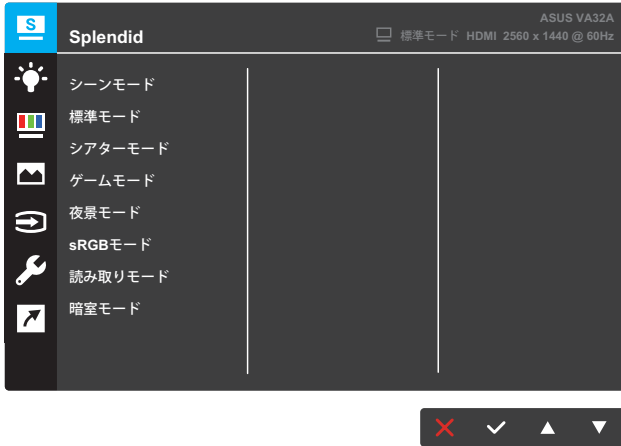 S
Splendid
ASUS VA32A
標準モード HDMI 2560 x 1440 @ 60Hz
シーンモード
標準モード
シアターモード
ゲームモード
夜景モード
sRGBモード
読み取りモード
暗室モード